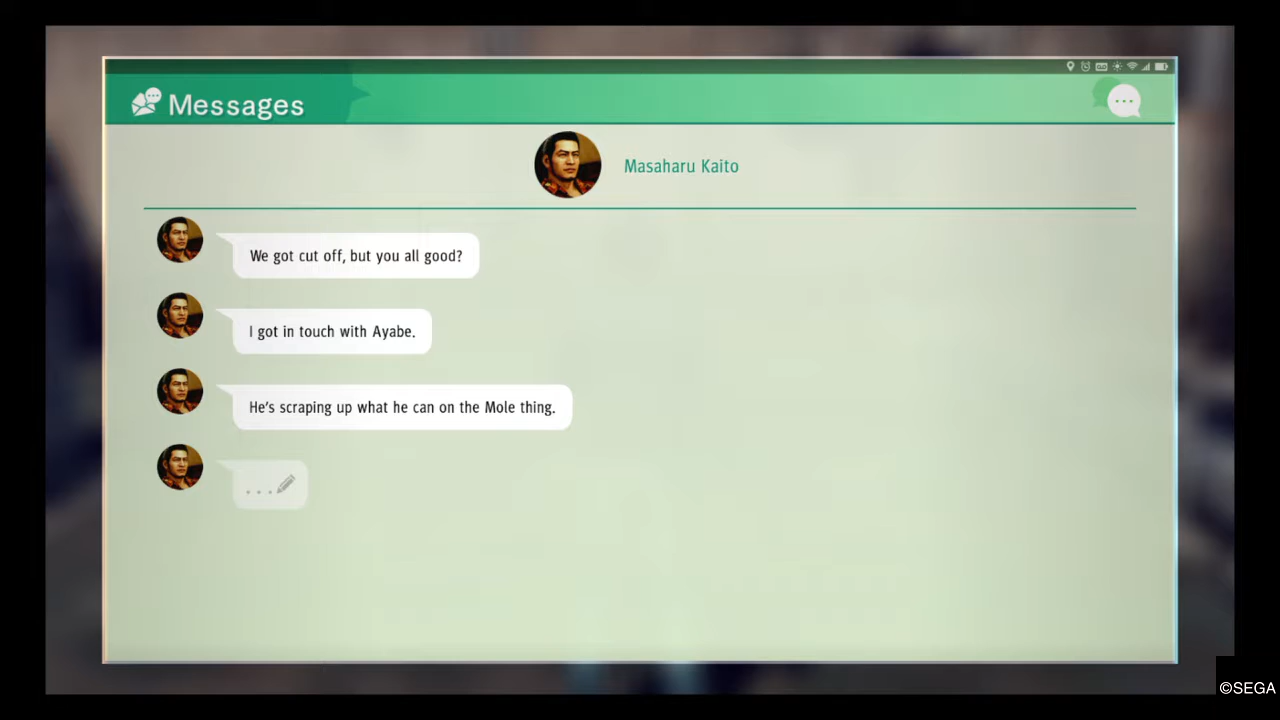 Messages
Masaharu Kaito
We got cut off, but you all good?
I got in touch with Ayabe.
He's scraping up what he can on the Mole thing.
...
©SEGA